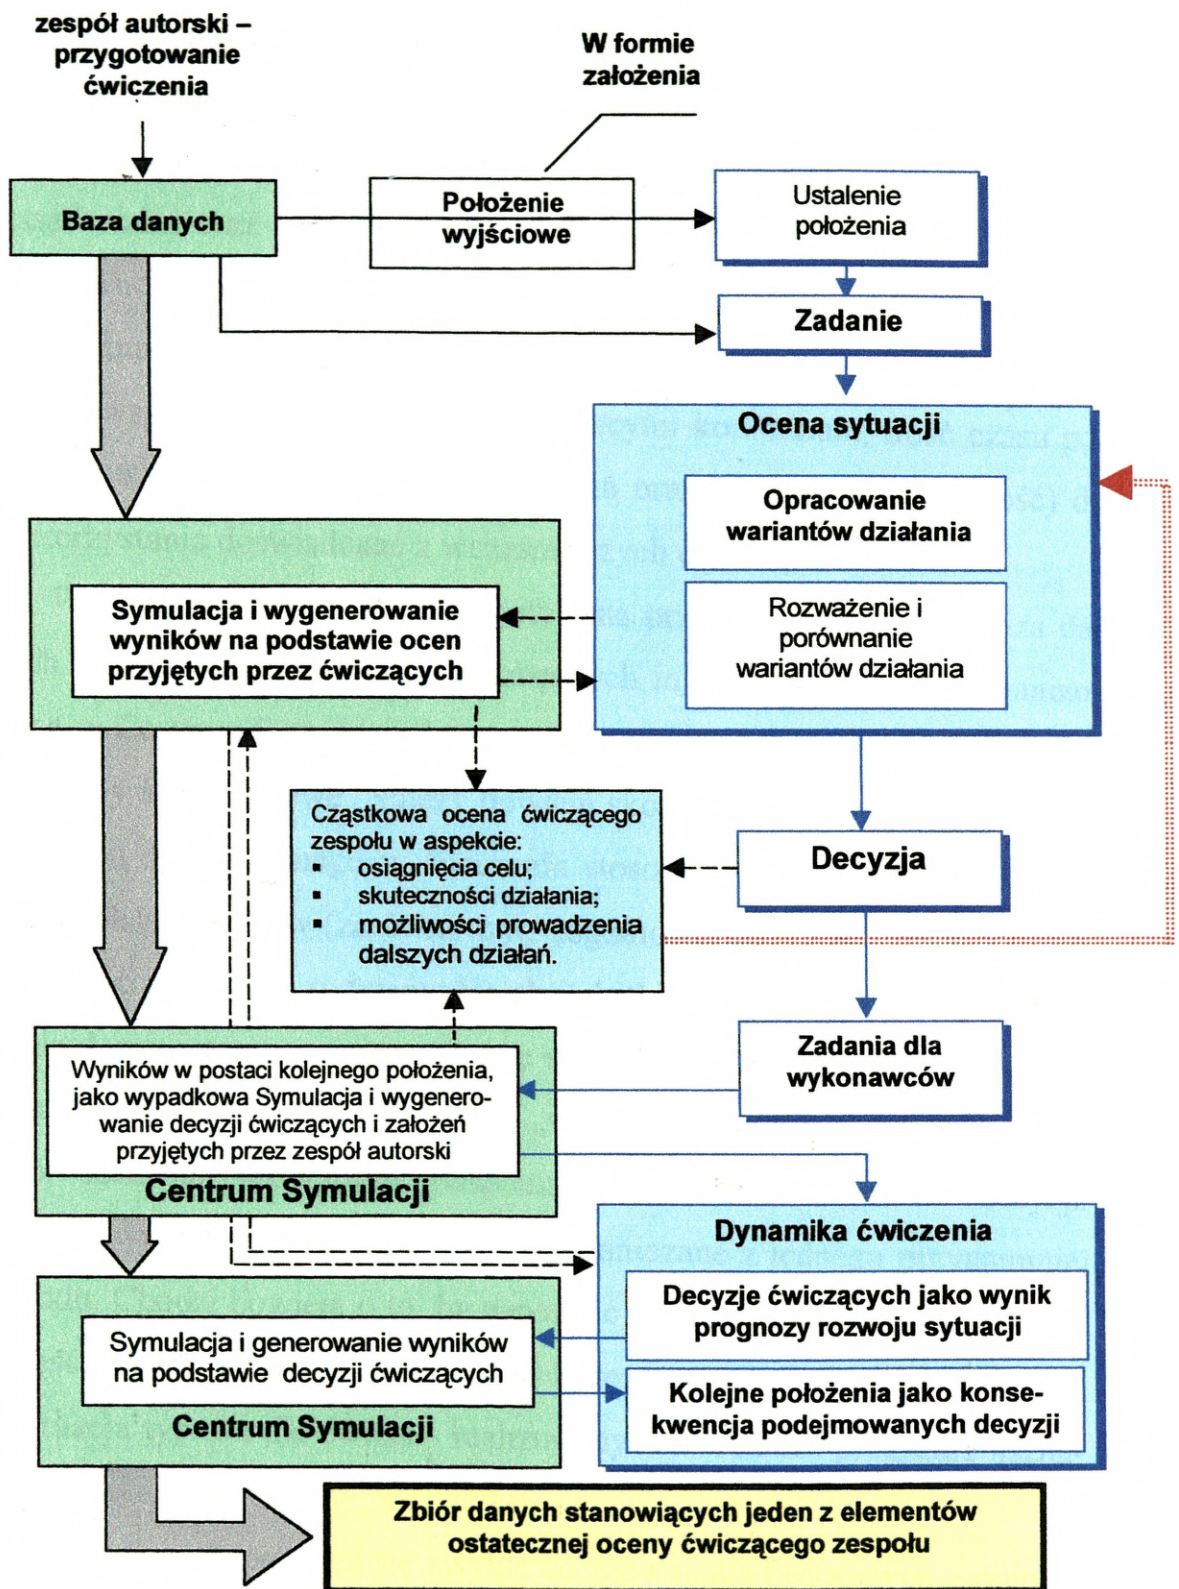 zespół autorski –
przygotowanie
ćwiczenia
W formie
założenia
Baza danych
Położenie
wyjściowe
Ustalenie
położenia
Zadanie
Ocena sytuacji
Opracowanie
wariantów działania
Rozważenie i
porównanie
wariantów działania
Symulacja i wygenerowanie
wyników na podstawie ocen
przyjętych przez ćwiczących
Cząstkowa ocena ćwiczącego
zespołu w aspekcie:
▪ osiągnięcia celu;
▪ skuteczności działania;
▪ możliwości prowadzenia
dalszych działań.
Decyzja
Zadania dla
wykonawców
Wyników w postaci kolejnego położenia,
jako wypadkowa Symulacja i wygenero-
wanie decyzji ćwiczących i założeń
przyjętych przez zespół autorski
Centrum Symulacji
Dynamika ćwiczenia
Decyzje ćwiczących jako wynik
prognozy rozwoju sytuacji
Kolejne położenia jako konse-
kwencja podejmowanych decyzji
Symulacja i generowanie wyników
na podstawie decyzji ćwiczących
Centrum Symulacji
Zbiór danych stanowiących jeden z elementów
ostatecznej oceny ćwiczącego zespołu